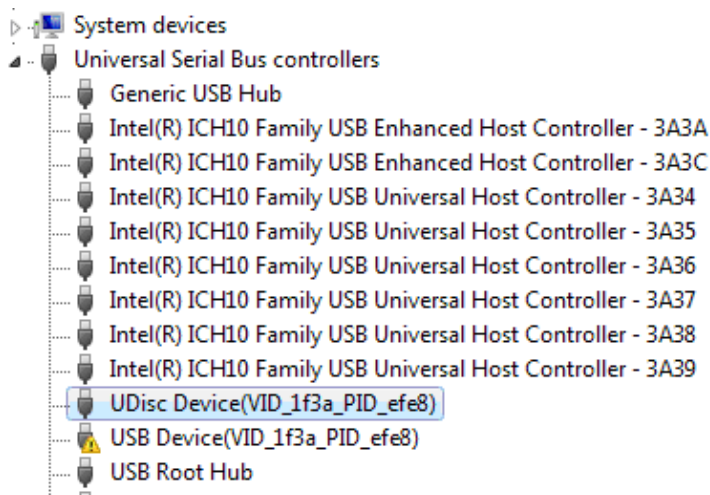 System devices
Universal Serial Bus controllers
Generic USB Hub
Intel(R) ICH10 Family USB Enhanced Host Controller - 3A3A
Intel(R) ICH10 Family USB Enhanced Host Controller - 3A3C
Intel(R) ICH10 Family USB Universal Host Controller - 3A34
Intel(R) ICH10 Family USB Universal Host Controller - 3A35
Intel(R) ICH10 Family USB Universal Host Controller - 3A36
Intel(R) ICH10 Family USB Universal Host Controller - 3A37
Intel(R) ICH10 Family USB Universal Host Controller - 3A38
Intel(R) ICH10 Family USB Universal Host Controller - 3A39
UDisc Device(VID_1f3a_PID_efe8)
USB Device(VID_1f3a_PID_efe8)
USB Root Hub